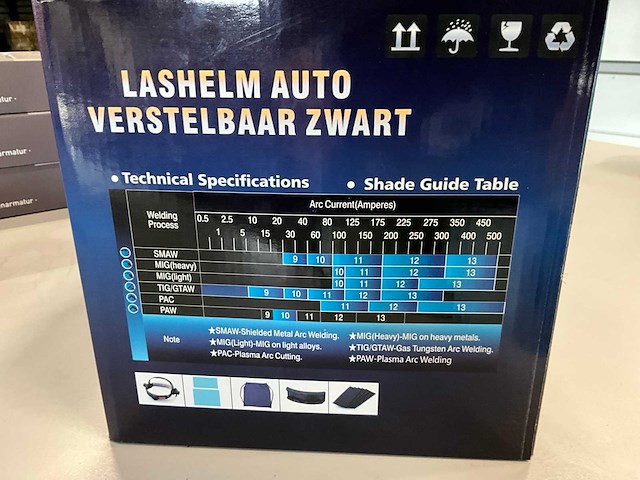 LASHELM AUTO
VERSTELBAAR ZWART
• Technical Specifications • Shade Guide Table
Arc Current(Amperes)
Welding Process
0.5 2.5 10 20 40 80 125 175 225 275 350 450
1 5 15 30 60 100 150 200 250 300 400 500
SMAW 9 10 11 12 13
MIG(heavy) 10 11 12 13
MIG(light) 10 11 12 13
TIG/GTAW 9 10 11 12 13
PAC 11 12 13
PAW 9 10 11 12 13
Note
★SMAW-Shielded Metal Arc Welding. ★MIG(Heavy)-MIG on heavy metals.
★MIG(Light)-MIG on light alloys. ★TIG/GTAW-Gas Tungsten Arc Welding.
★PAC-Plasma Arc Cutting. ★PAW-Plasma Arc Welding